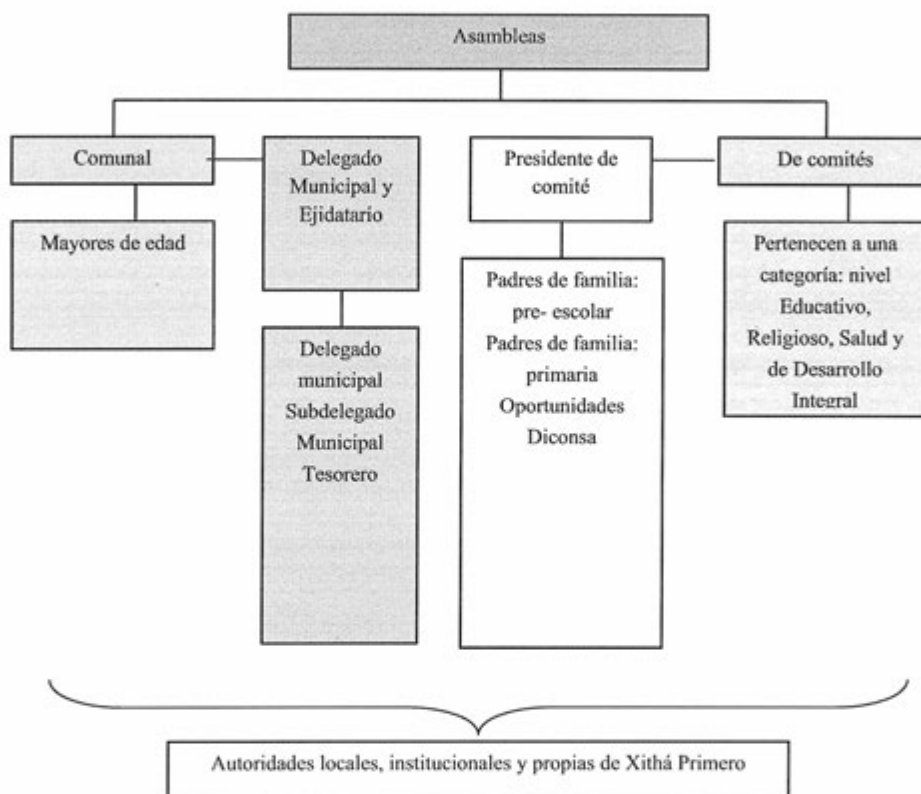 Asambleas
Comunal
Delegado
Municipal y
Ejidatario
Presidente de
comité
De comités
Mayores de edad
Delegado
municipal
Subdelegado
Municipal
Tesorero
Padres de familia:
pre- escolar
Padres de familia:
primaria
Oportunidades
Diconsa
Pertenecen a una
categoría: nivel
Educativo,
Religioso, Salud y
de Desarrollo
Integral
Autoridades locales, institucionales y propias de Xithá Primero